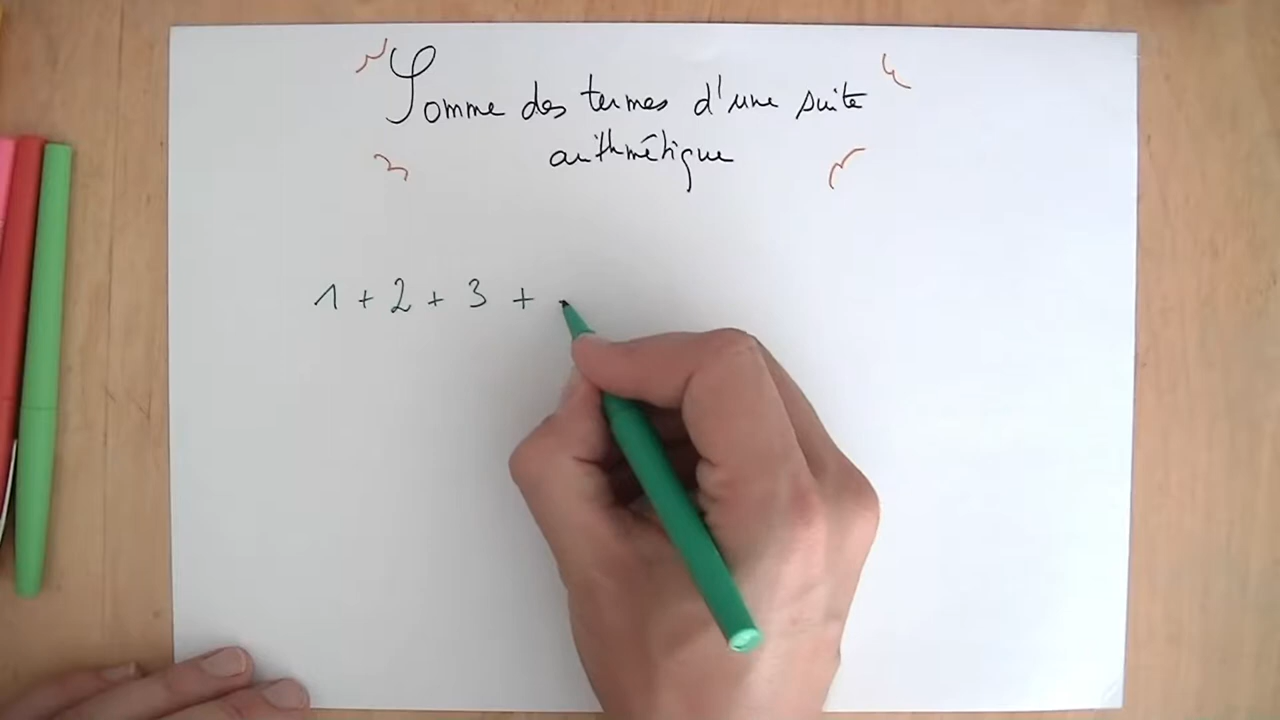 Somme des termes d'une suite
arithmétique
1 + 2 + 3 +